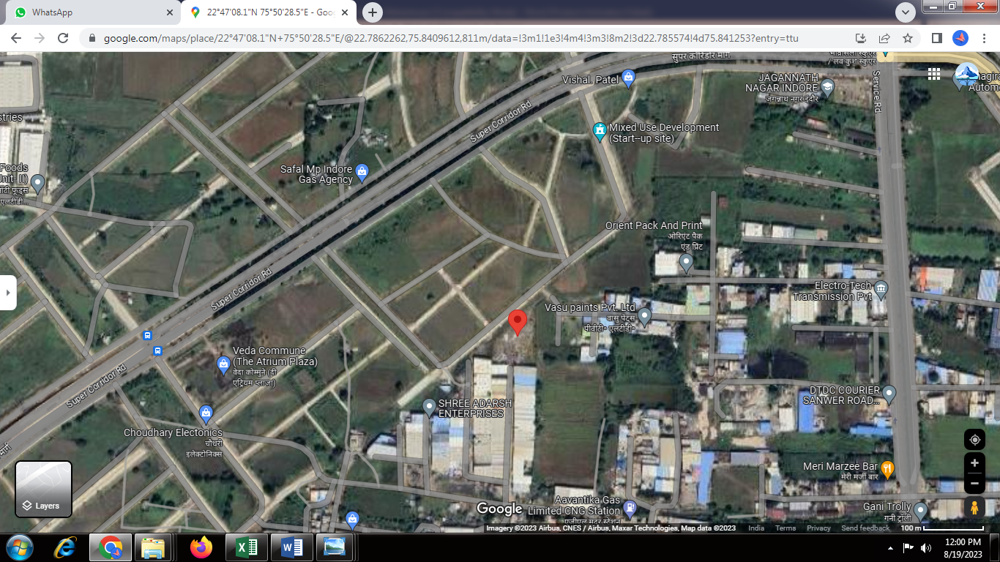 WhatsApp
22°47'08.1"N 75°50'28.5"E - Goo
google.com/maps/place/22°47'08.1"N+75°50'28.5"E/@22.7862262,75.8409612,811m/data=!3m1!1e3!4m4!3m3!8m2!3d22.785574!4d75.841253?entry=ttu
सुपर कॉरिडोर मार्ग
/ लव कुश स्कुएर
Vishal. Patel
JAGANNATH
NAGAR INDORE
जगन्नाथ नगर इंदौर
Service Rd
Autom
stries
Super Corridor Rd
Mixed Use Development
(Start--up site)
Foods
Unit- II)
Safal Mp Indore
Gas Agency
Orient Pack And Print
ओरिएंट पैक
एंड प्रिंट
Super Corridor Rd
Electro-Tech
Transmission Pvt
Vasu paints Pvt. Ltd
वासु पेंट्स
पीवीटी॰ एलटीडी॰
Veda Commune
(The Atrium Plaza)
वेदा कोम्मुने (दी
एट्रियम प्लाज़ा)
Super Corridor Rd
DTDC COURIER
SANWER ROAD...
SHREE ADARSH
ENTERPRISES
Choudhary Electonics
चौधरी
इलेक्टोनिक्स
मार्ग
Meri Marzee Bar
मेरी मर्जी बार
Layers
Google
Aavantika Gas
Limited CNG Station
Gani Trolly
गनी ट्रॉली
Imagery ©2023 Airbus, CNES / Airbus, Maxar Technologies, Map data ©2023 India Terms Privacy Send feedback 100 m
12:00 PM
8/19/2023